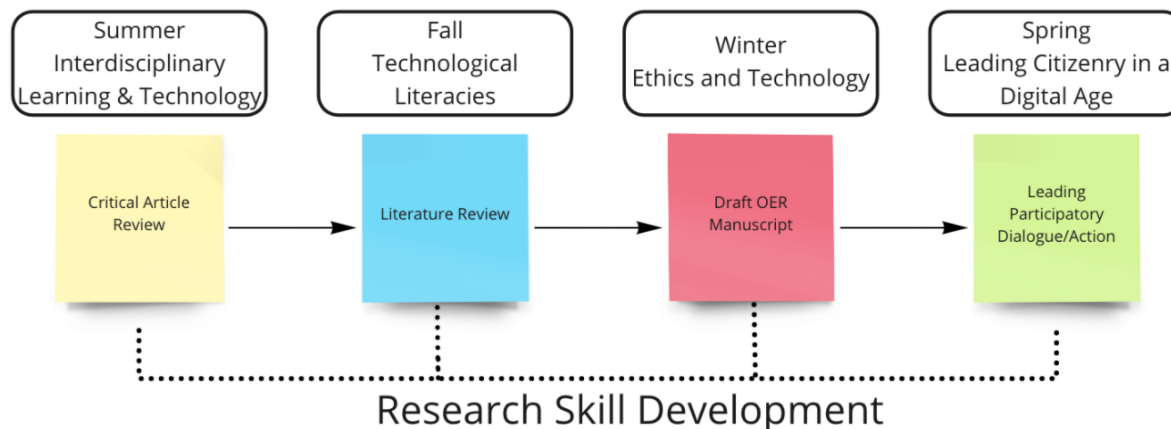 Summer
Interdisciplinary
Learning & Technology
Fall
Technological
Literacies
Winter
Ethics and Technology
Spring
Leading Citizenry in a
Digital Age
Critical Article
Review
Literature Review
Draft OER
Manuscript
Leading
Participatory
Dialogue/Action
Research Skill Development